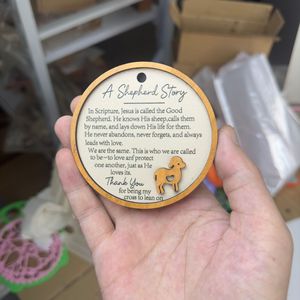 A Shepherd Story
In Scripture, Jesus is called the Good
Shepherd. He knows His sheep,calls them
by name, and lays down His life for them.
He never abandons, never forgets, and always
leads with love.
We are the same. This is who we are called
to be—to love anf protect
one another, just as He
loves its.
Thank You
for being my
croas to lean on